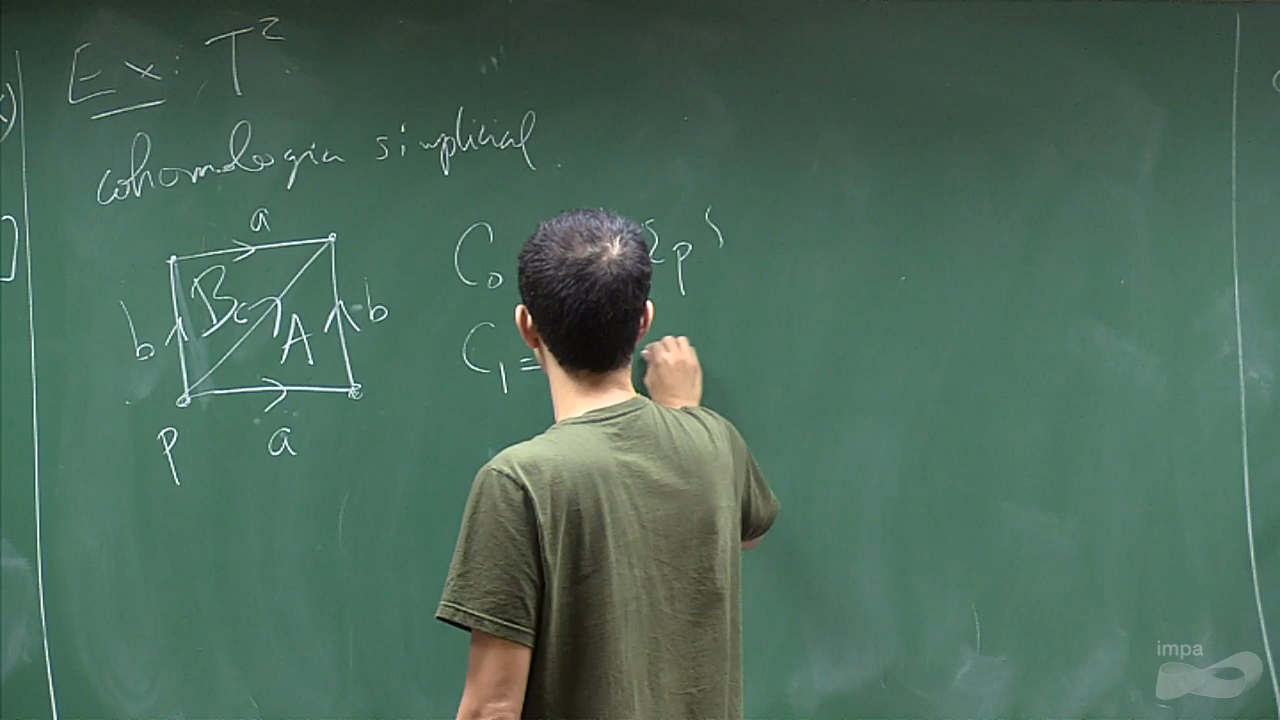 Ex: T²
cohomologia simplicial.
a
B c A
b b
p a
C₀ {p}
C₁ =
impa